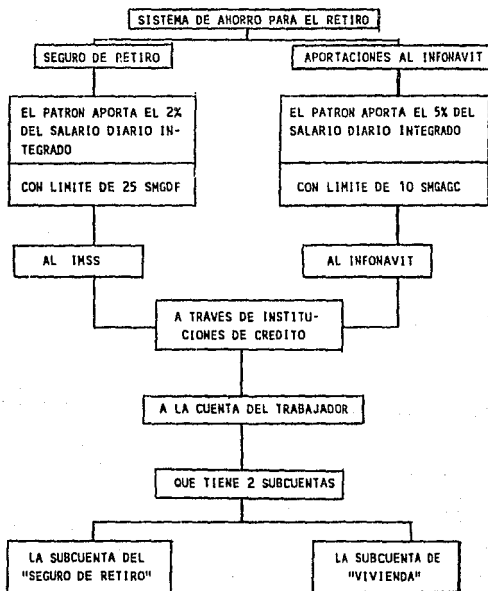 SISTEMA DE AHORRO PARA EL RETIRO
SEGURO DE RETIRO
APORTACIONES AL INFONAVIT
EL PATRON APORTA EL 2%
DEL SALARIO DIARIO IN-
TEGRADO
CON LIMITE DE 25 SMGDF
EL PATRON APORTA EL 5% DEL
SALARIO DIARIO INTEGRADO
CON LIMITE DE 10 SMGAGC
AL IMSS
AL INFONAVIT
A TRAVES DE INSTITU-
CIONES DE CREDITO
A LA CUENTA DEL TRABAJADOR
QUE TIENE 2 SUBCUENTAS
LA SUBCUENTA DEL
"SEGURO DE RETIRO"
LA SUBCUENTA DE
"VIVIENDA"